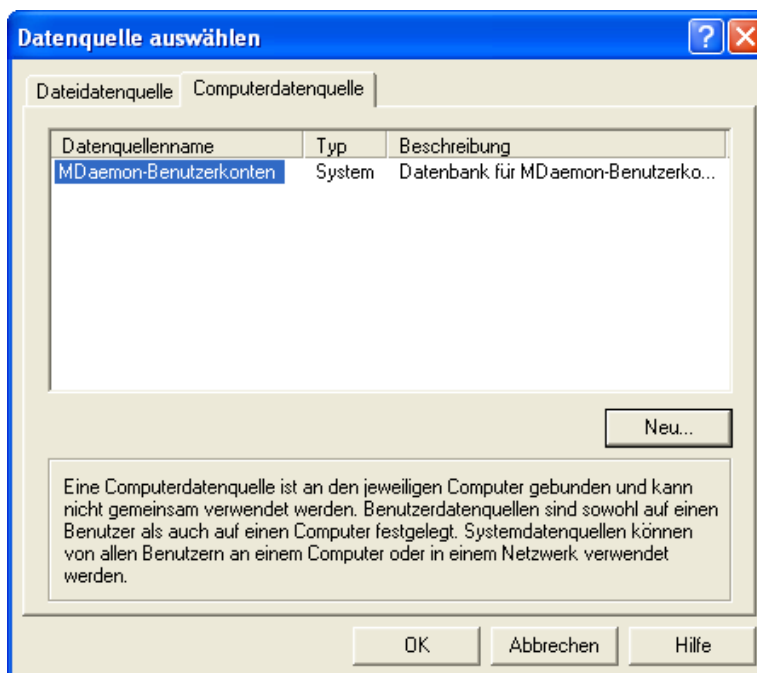 Datenquelle auswählen
Dateidatenquelle Computerdatenquelle
Datenquellenname Typ Beschreibung
MDaemon-Benutzerkonten System Datenbank für MDaemon-Benutzerko...
Neu...
Eine Computerdatenquelle ist an den jeweiligen Computer gebunden und kann
nicht gemeinsam verwendet werden. Benutzerdatenquellen sind sowohl auf einen
Benutzer als auch auf einen Computer festgelegt. Systemdatenquellen können
von allen Benutzern an einem Computer oder in einem Netzwerk verwendet
werden.
OK Abbrechen Hilfe